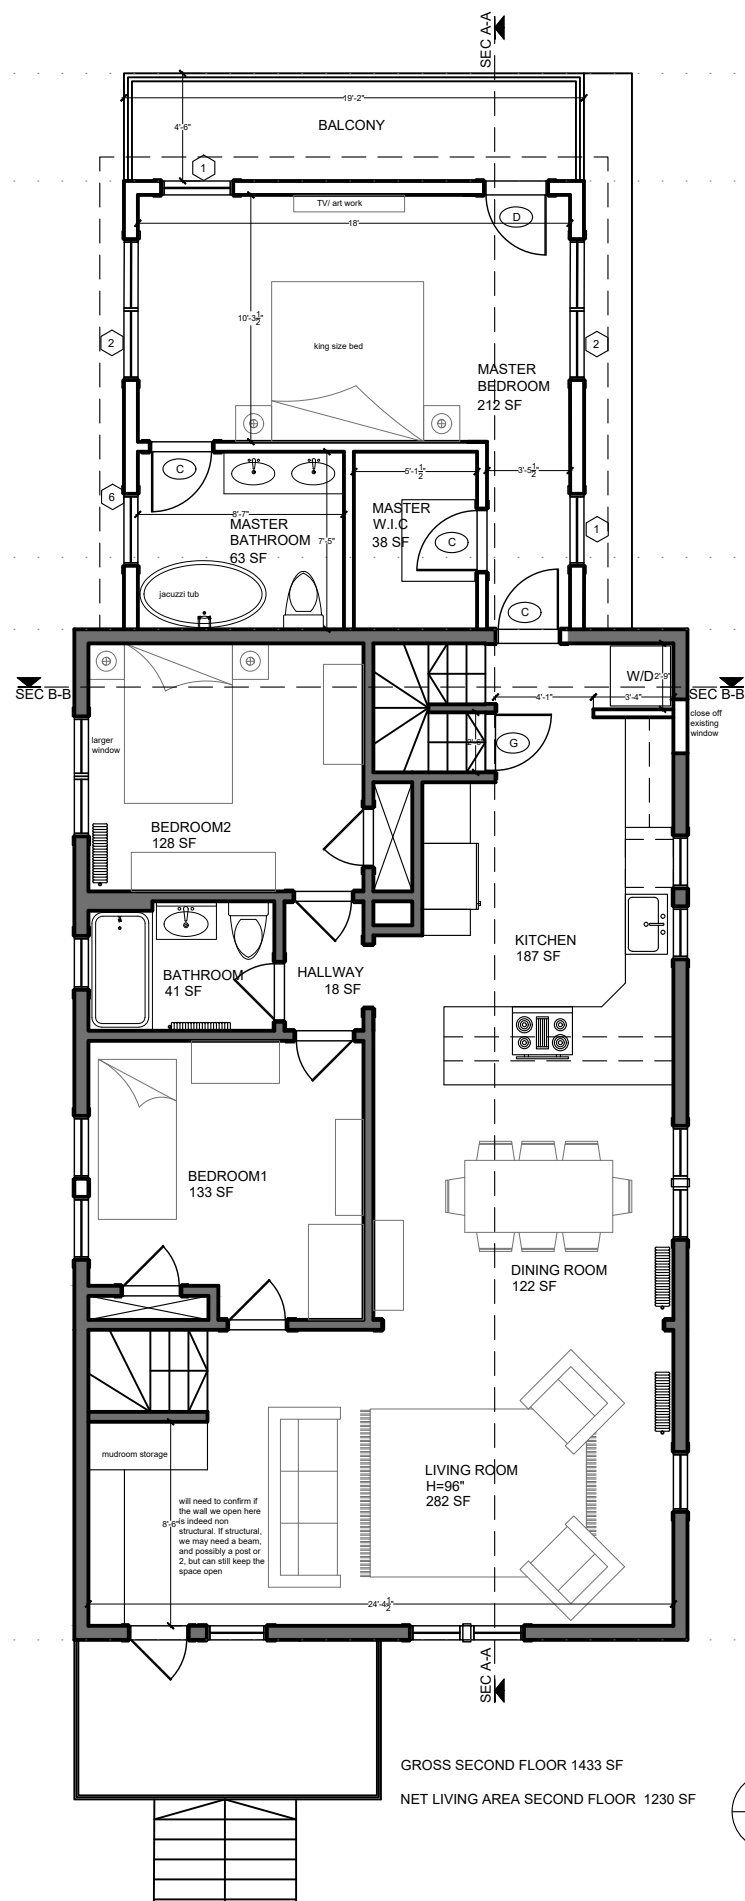 SEC A-A
19'-2"
4'-6"
BALCONY
1
TV/ art work
D
18'
10'-3 1/2"
2
king size bed
2
MASTER
BEDROOM
212 SF
C
6
8'-7"
MASTER
BATHROOM
63 SF
7'-5"
jacuzzi tub
5'-1 1/2"
MASTER
W.I.C
38 SF
C
3'-5 1/2"
1
C
SEC B-B
W/D
2'-9"
4'-1"
3'-4"
SEC B-B
close off
existing
window
larger
window
G
BEDROOM2
128 SF
KITCHEN
187 SF
BATHROOM
41 SF
HALLWAY
18 SF
BEDROOM1
133 SF
DINING ROOM
122 SF
mudroom storage
LIVING ROOM
H=96"
282 SF
8'-6"
will need to confirm if
the wall we open here
is indeed non
structural. If structural,
we may need a beam,
and possibly a post or
2, but can still keep the
space open
24'-4 1/2"
SEC A-A
GROSS SECOND FLOOR 1433 SF
NET LIVING AREA SECOND FLOOR 1230 SF